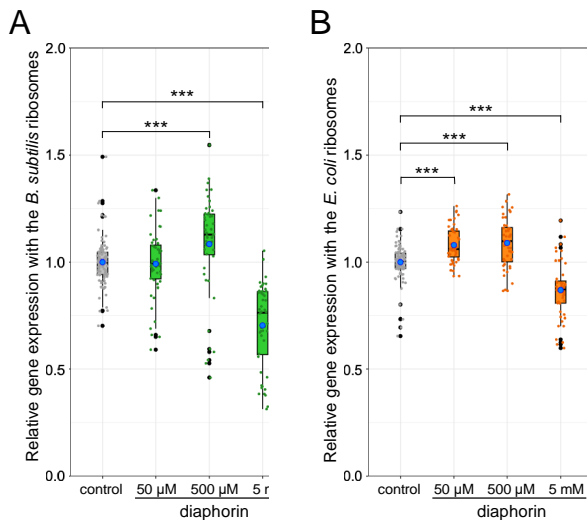 A
Relative gene expression with the B. subtilis ribosomes
2.0
1.5
1.0
0.5
0.0
***
***
control
50 µM
500 µM
5 r
diaphorin
B
Relative gene expression with the E. coli ribosomes
2.0
1.5
1.0
0.5
0.0
***
***
***
control
50 µM
500 µM
5 mM
diaphorin